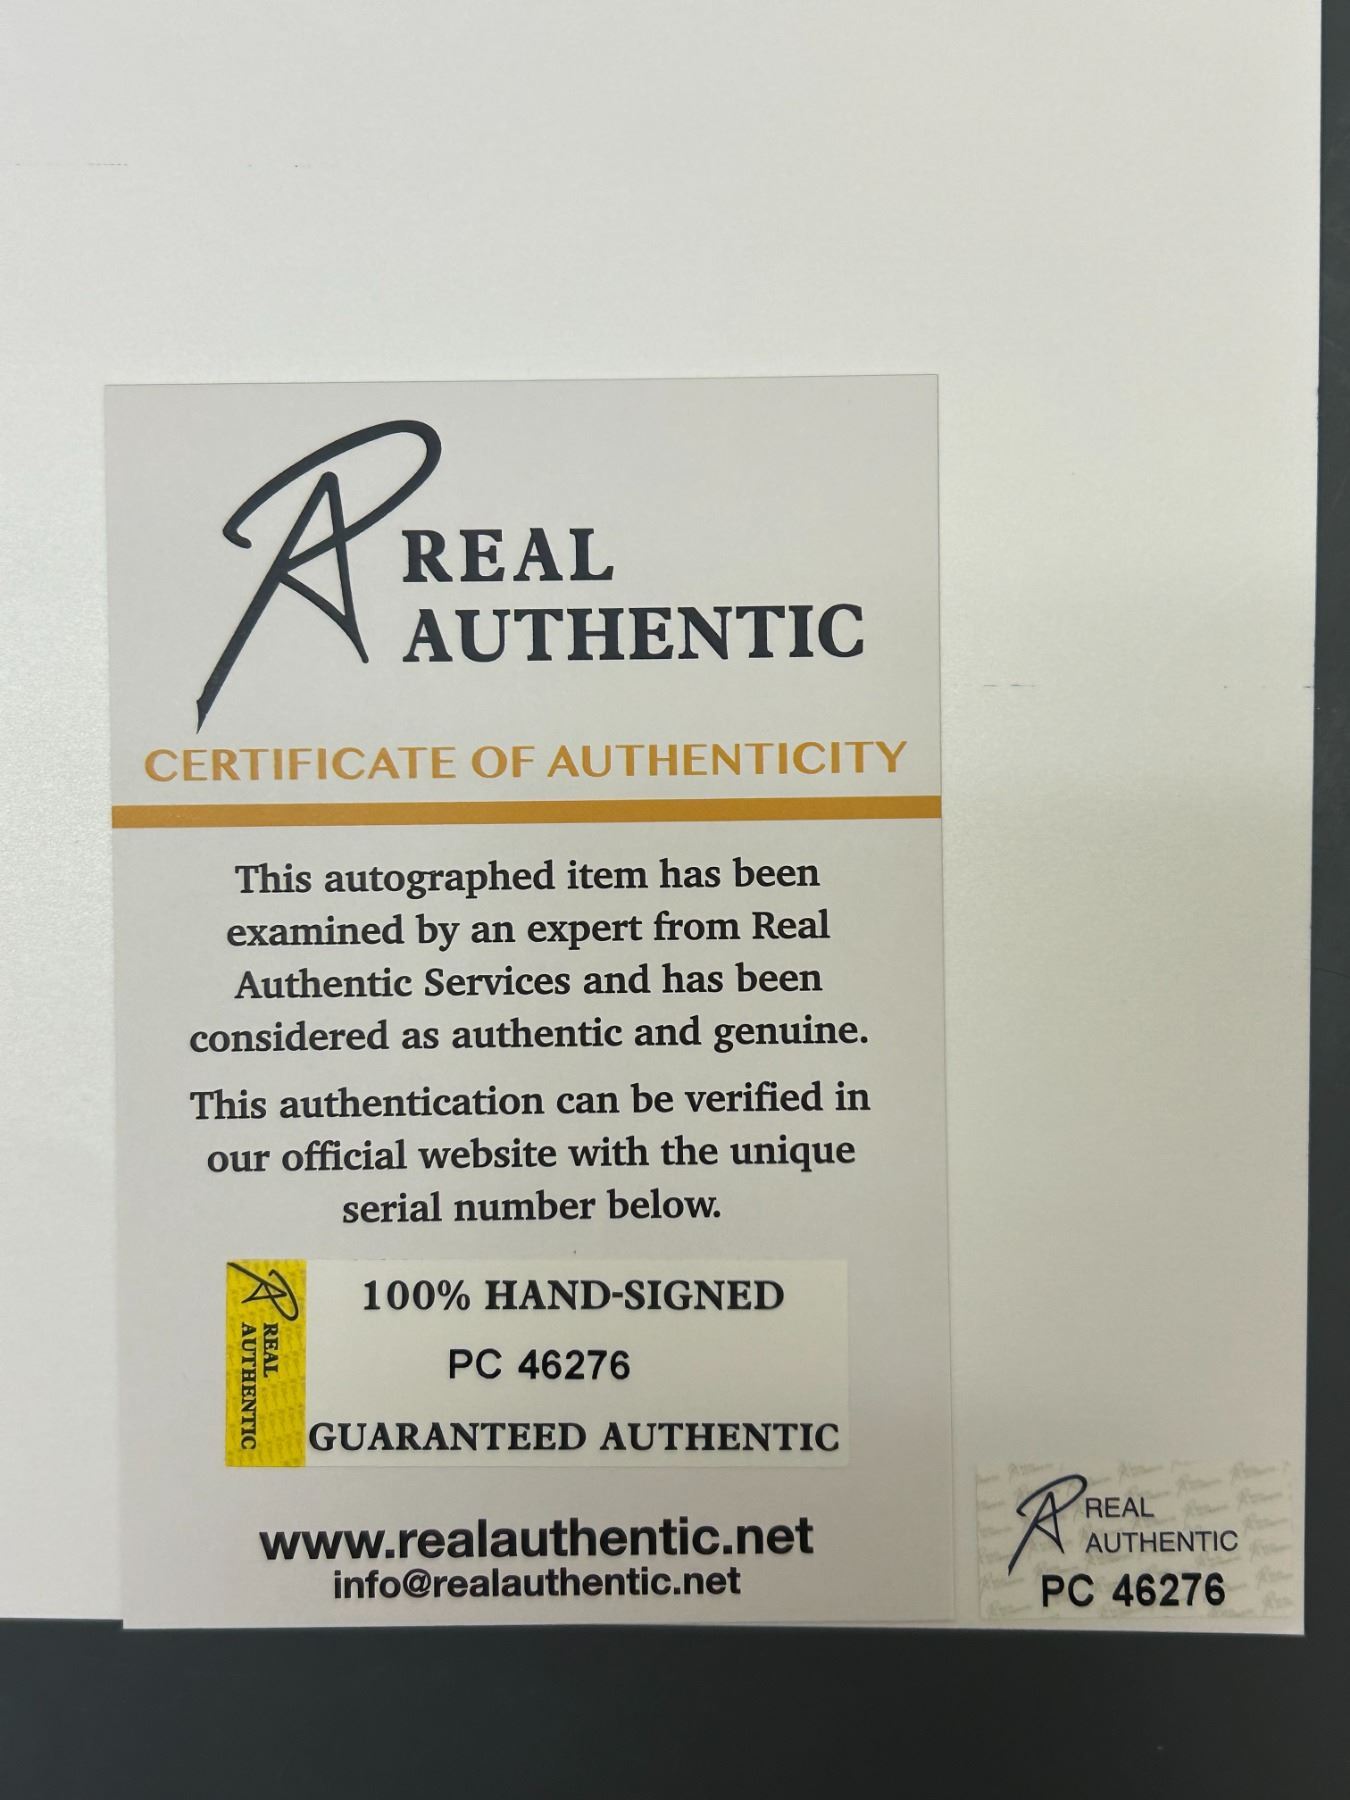 REAL
AUTHENTIC
CERTIFICATE OF AUTHENTICITY
This autographed item has been
examined by an expert from Real
Authentic Services and has been
considered as authentic and genuine.
This authentication can be verified in
our official website with the unique
serial number below.
REAL
AUTHENTIC
100% HAND-SIGNED
PC 46276
GUARANTEED AUTHENTIC
www.realauthentic.net
info@realauthentic.net
REAL
AUTHENTIC
PC 46276